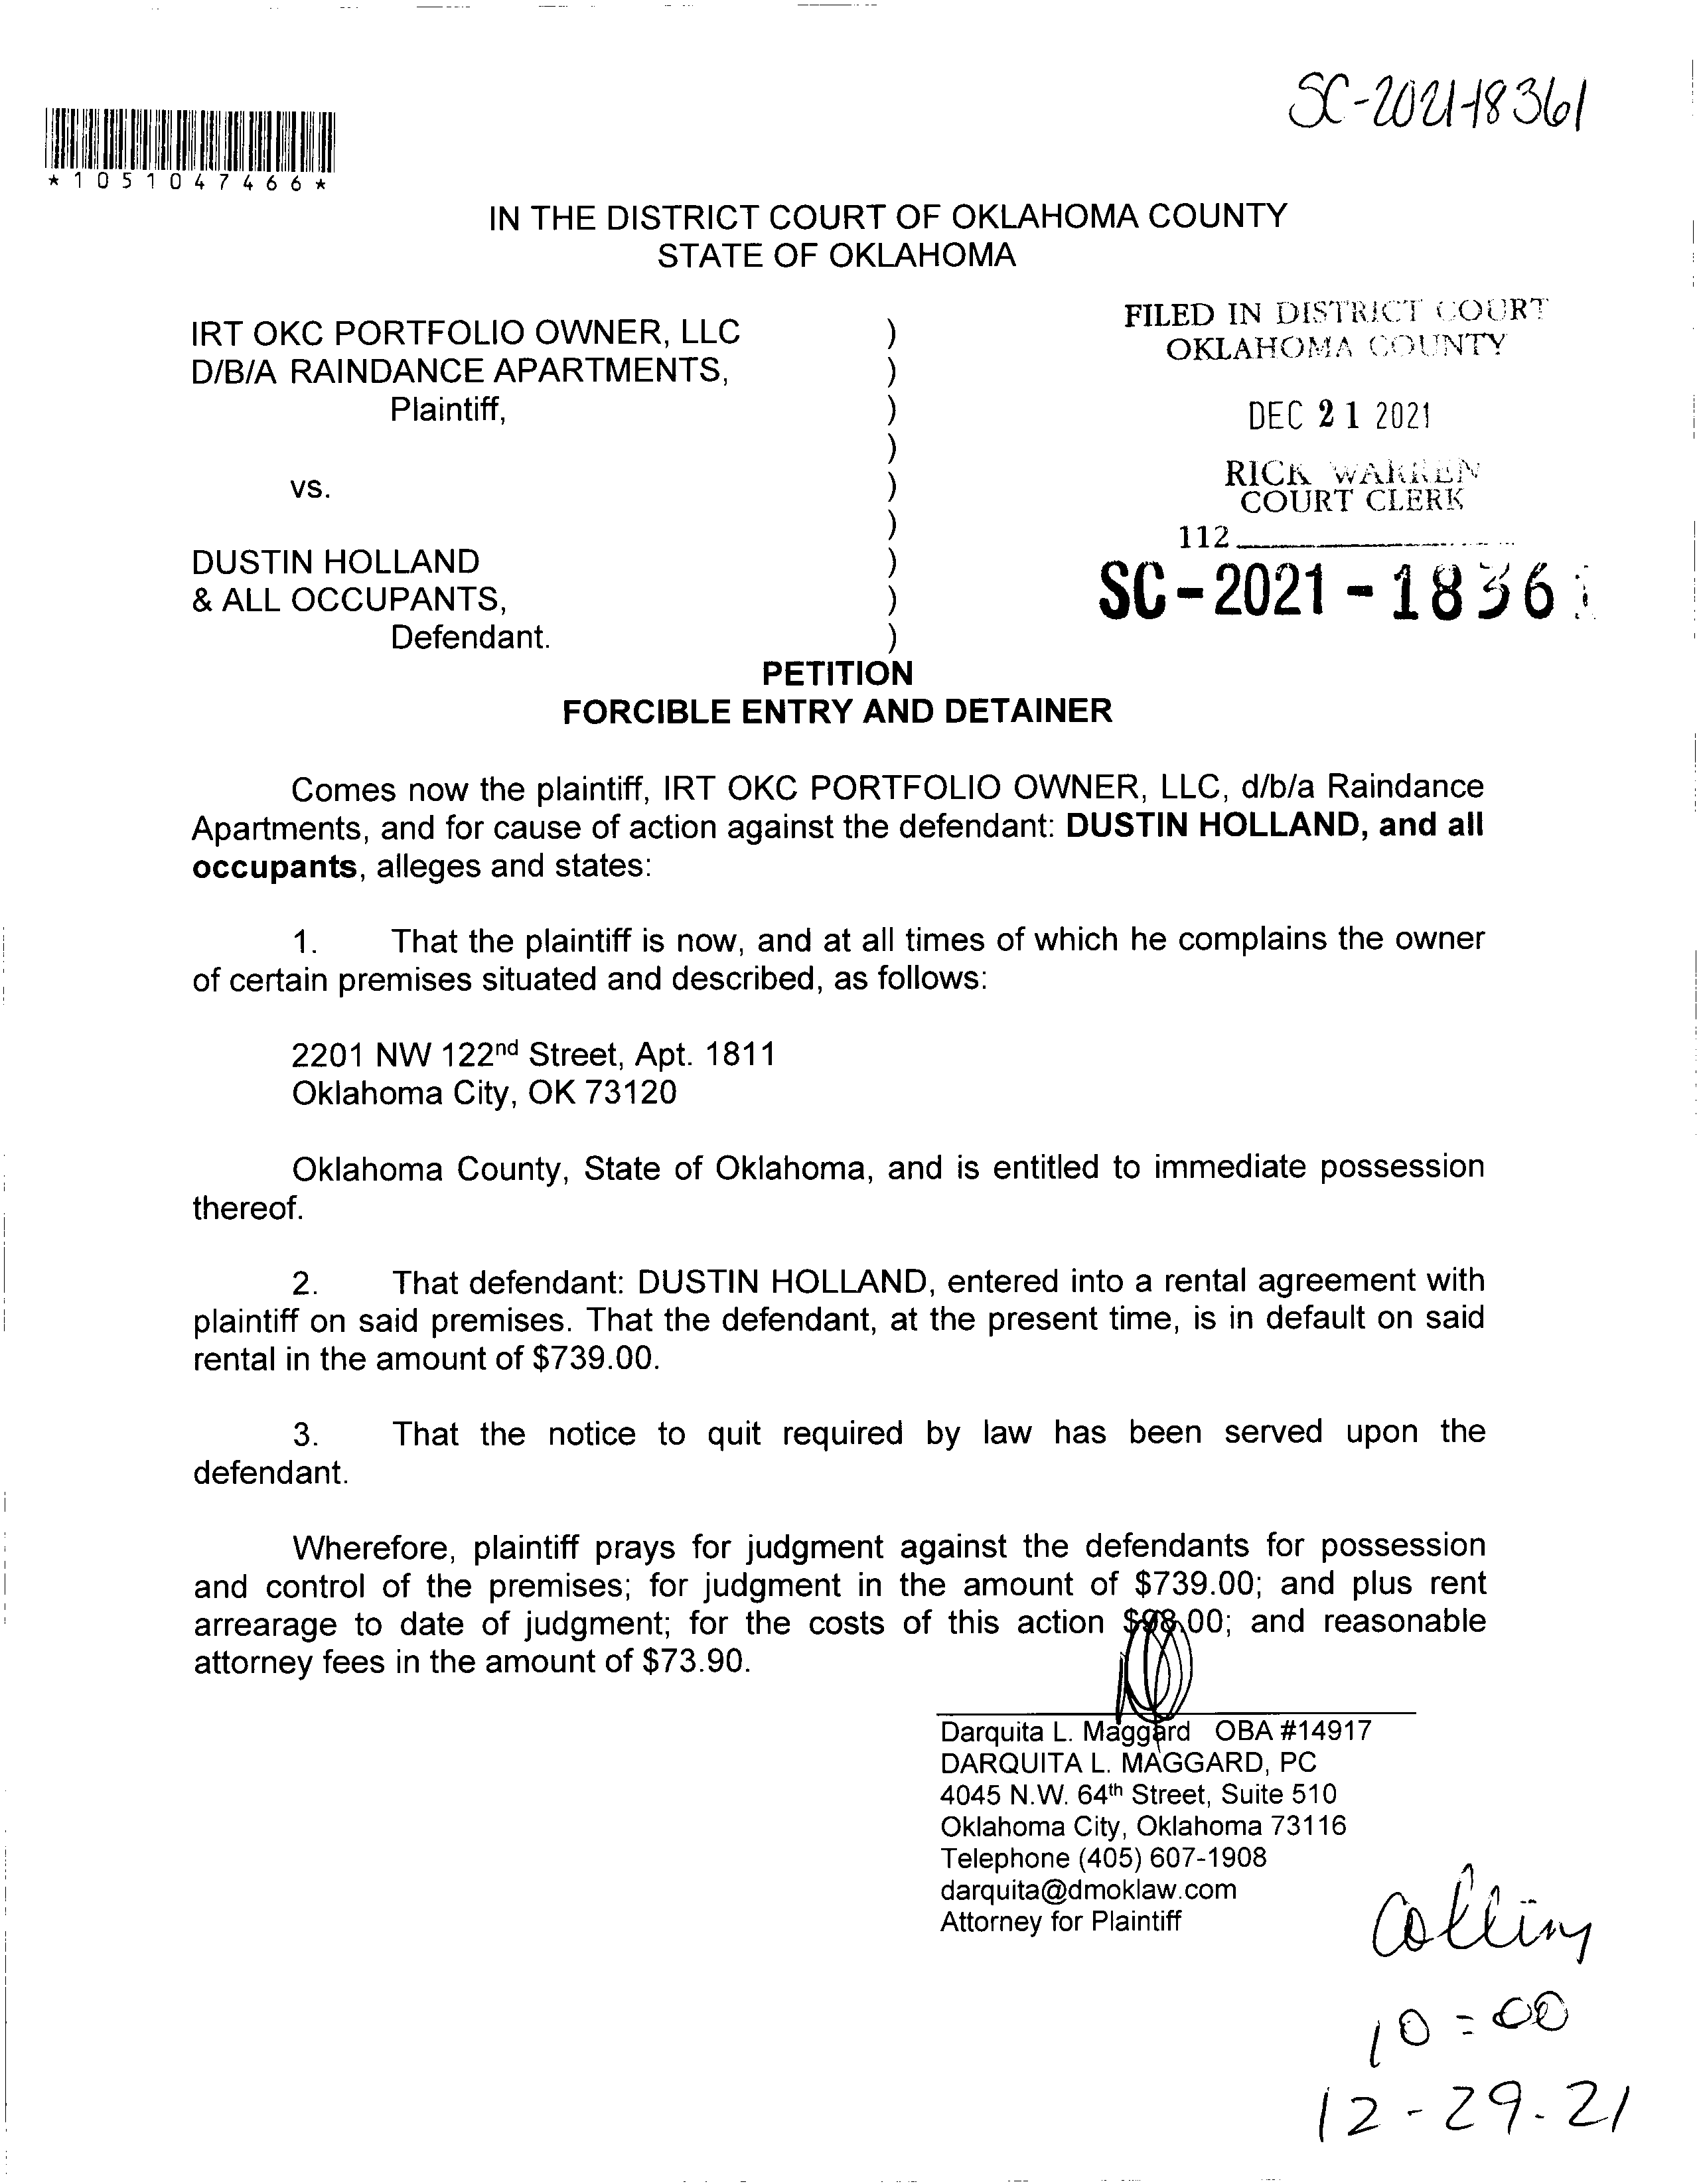 SC-2021-18361
*1051047466*
IN THE DISTRICT COURT OF OKLAHOMA COUNTY
STATE OF OKLAHOMA
IRT OKC PORTFOLIO OWNER, LLC )
D/B/A RAINDANCE APARTMENTS, )
Plaintiff, )
)
vs. )
)
DUSTIN HOLLAND )
& ALL OCCUPANTS, )
Defendant. )
FILED IN DISTRICT COURT
OKLAHOMA COUNTY
DEC 21 2021
RICK WARREN
COURT CLERK
112
SC-2021-18361
PETITION
FORCIBLE ENTRY AND DETAINER
Comes now the plaintiff, IRT OKC PORTFOLIO OWNER, LLC, d/b/a Raindance
Apartments, and for cause of action against the defendant: DUSTIN HOLLAND, and all
occupants, alleges and states:
1. That the plaintiff is now, and at all times of which he complains the owner
of certain premises situated and described, as follows:
2201 NW 122nd Street, Apt. 1811
Oklahoma City, OK 73120
Oklahoma County, State of Oklahoma, and is entitled to immediate possession
thereof.
2. That defendant: DUSTIN HOLLAND, entered into a rental agreement with
plaintiff on said premises. That the defendant, at the present time, is in default on said
rental in the amount of $739.00.
3. That the notice to quit required by law has been served upon the
defendant.
Wherefore, plaintiff prays for judgment against the defendants for possession
and control of the premises; for judgment in the amount of $739.00; and plus rent
arrearage to date of judgment; for the costs of this action $98.00; and reasonable
attorney fees in the amount of $73.90.
Darquita L. Maggard OBA #14917
DARQUITA L. MAGGARD, PC
4045 N.W. 64th Street, Suite 510
Oklahoma City, Oklahoma 73116
Telephone (405) 607-1908
darquita@dmoklaw.com
Attorney for Plaintiff
Collins
10:00
12-29-21